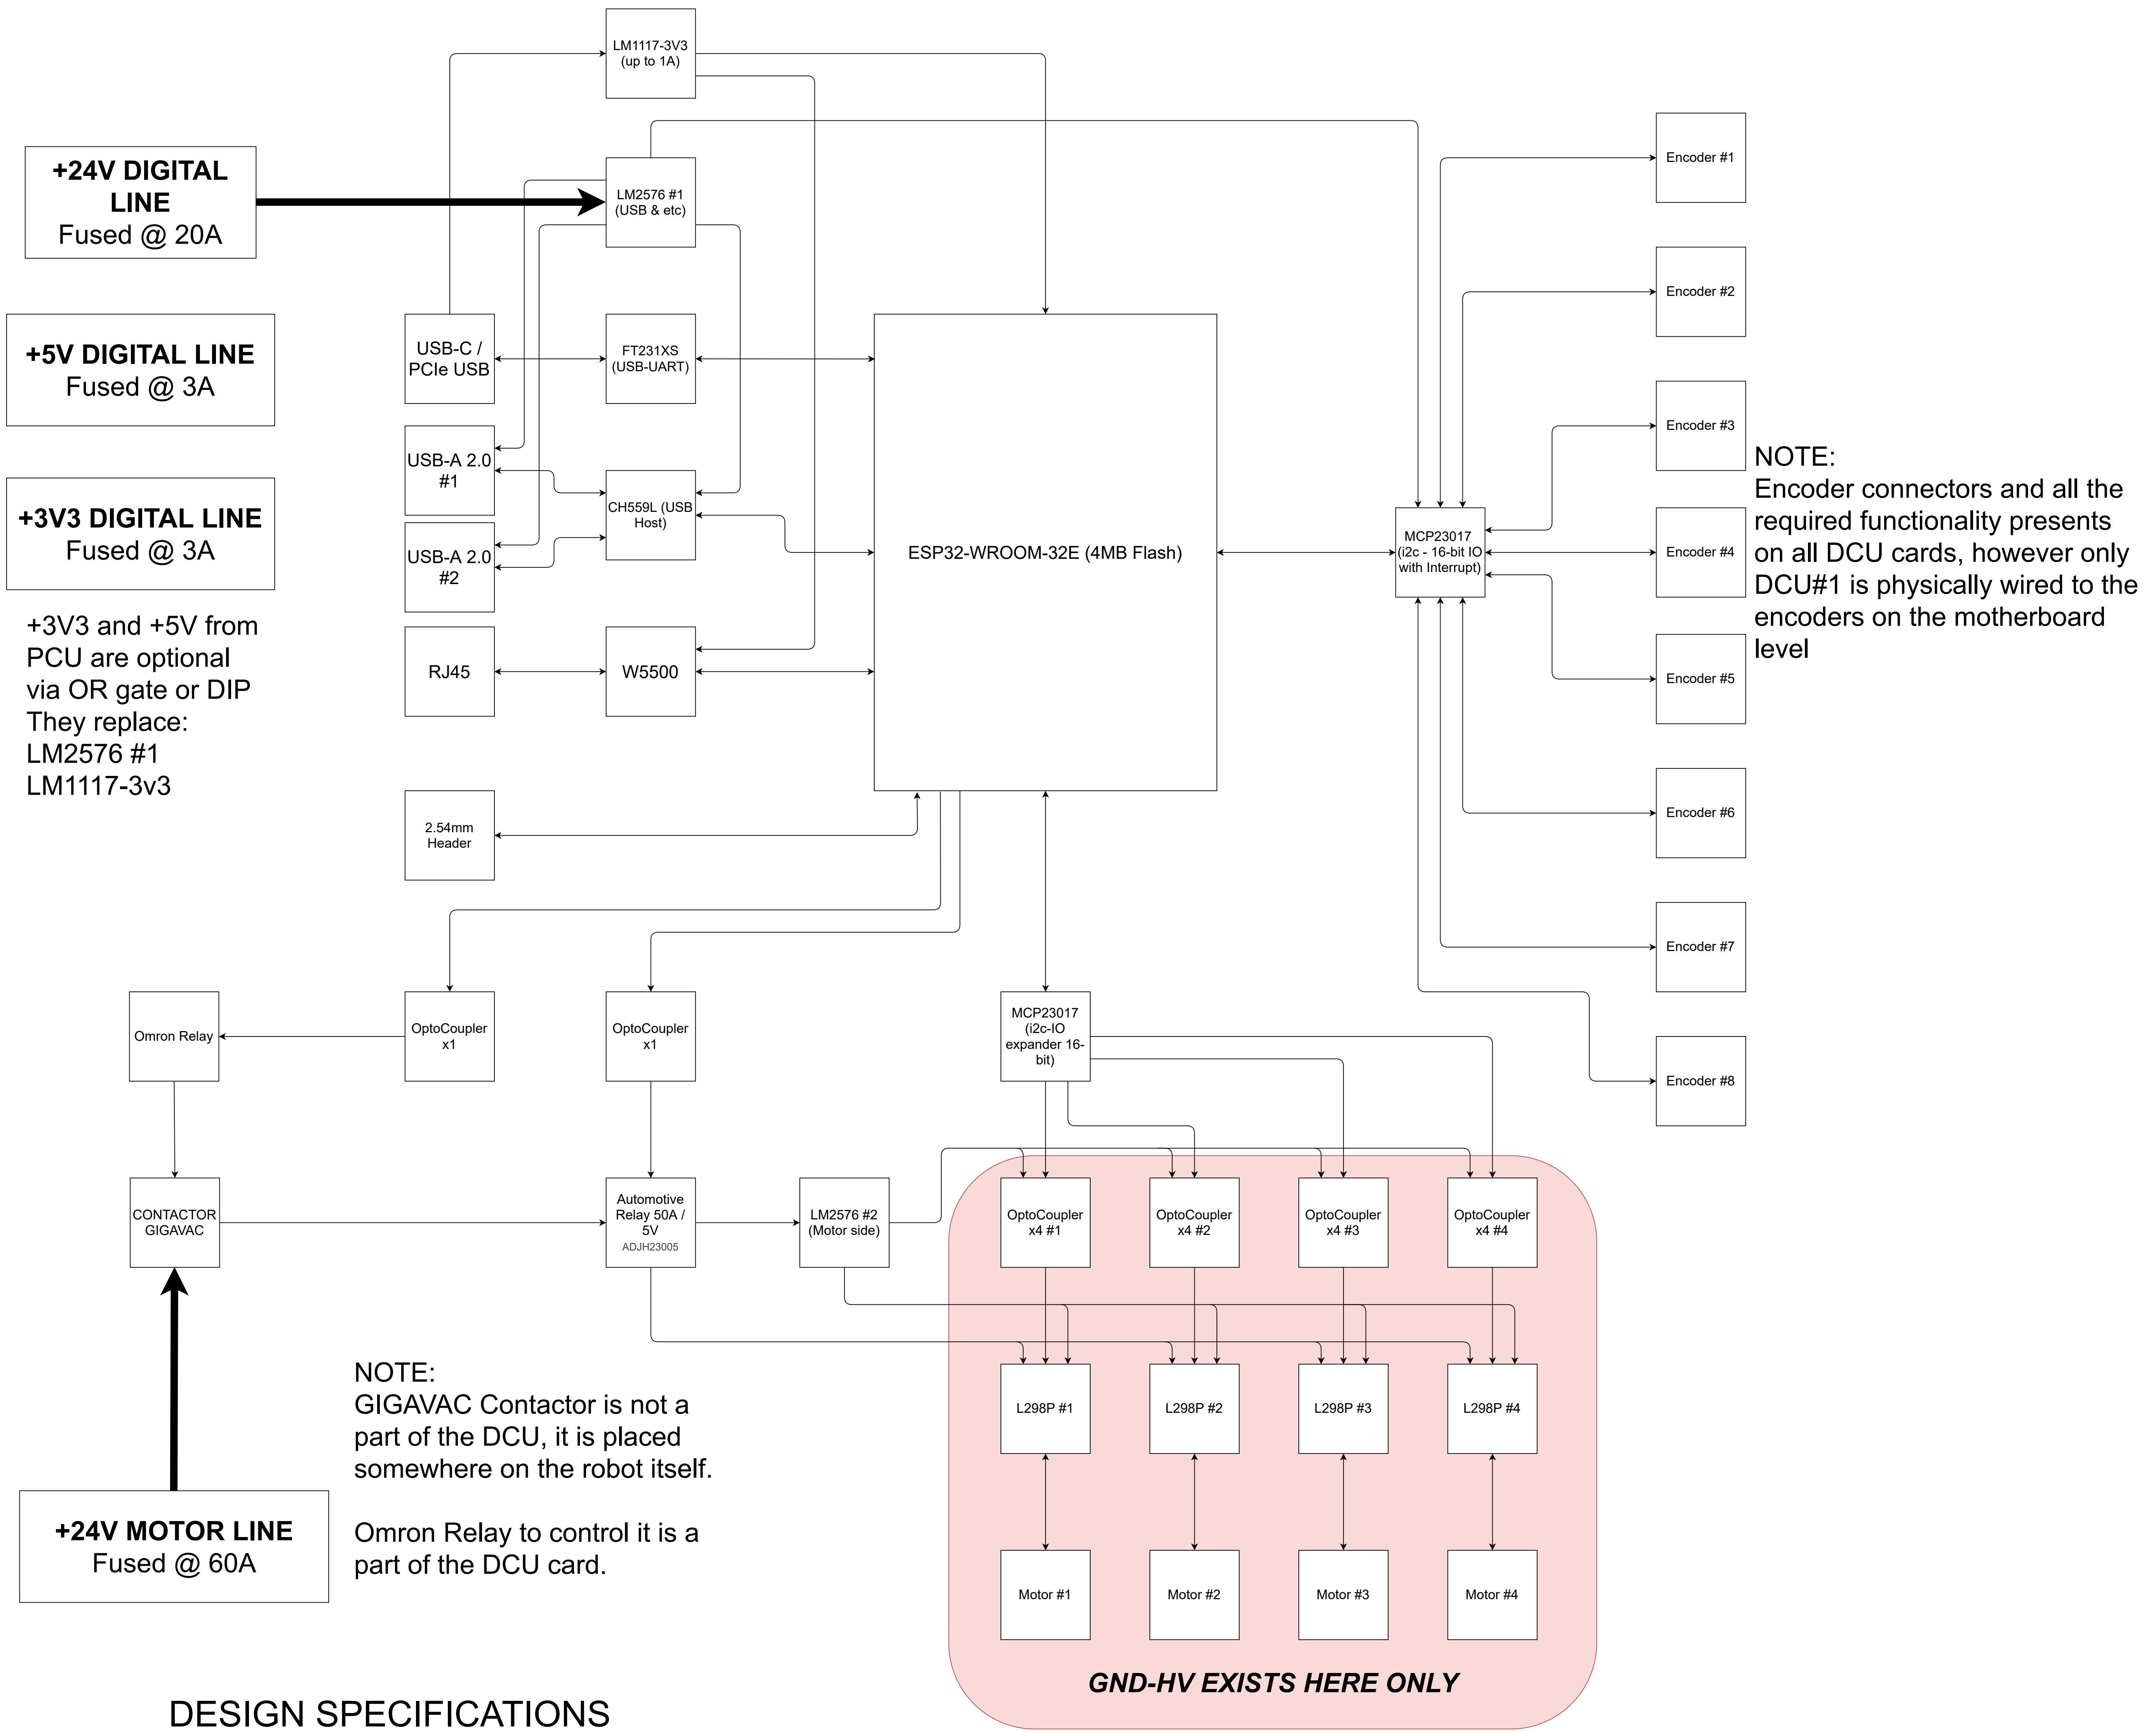 LM1117-3V3
(up to 1A)
+24V DIGITAL
LINE
Fused @ 20A
LM2576 #1
(USB & etc)
Encoder #1
Encoder #2
+5V DIGITAL LINE
Fused @ 3A
USB-C /
PCIe USB
FT231XS
(USB-UART)
USB-A 2.0
#1
Encoder #3
+3V3 DIGITAL LINE
Fused @ 3A
USB-A 2.0
#2
CH559L (USB
Host)
ESP32-WROOM-32E (4MB Flash)
MCP23017
(i2c - 16-bit IO
with Interrupt)
Encoder #4
NOTE:
Encoder connectors and all the
required functionality presents
on all DCU cards, however only
DCU#1 is physically wired to the
encoders on the motherboard
level
+3V3 and +5V from
PCU are optional
via OR gate or DIP
They replace:
LM2576 #1
LM1117-3v3
RJ45
W5500
Encoder #5
2.54mm
Header
Encoder #6
Encoder #7
Omron Relay
OptoCoupler
x1
OptoCoupler
x1
MCP23017
(i2c-IO
expander 16-
bit)
Encoder #8
CONTACTOR
GIGAVAC
Automotive
Relay 50A /
5V
ADJH23005
LM2576 #2
(Motor side)
OptoCoupler
x4 #1
OptoCoupler
x4 #2
OptoCoupler
x4 #3
OptoCoupler
x4 #4
NOTE:
GIGAVAC Contactor is not a
part of the DCU, it is placed
somewhere on the robot itself.
Omron Relay to control it is a
part of the DCU card.
L298P #1
L298P #2
L298P #3
L298P #4
+24V MOTOR LINE
Fused @ 60A
Motor #1
Motor #2
Motor #3
Motor #4
GND-HV EXISTS HERE ONLY
DESIGN SPECIFICATIONS